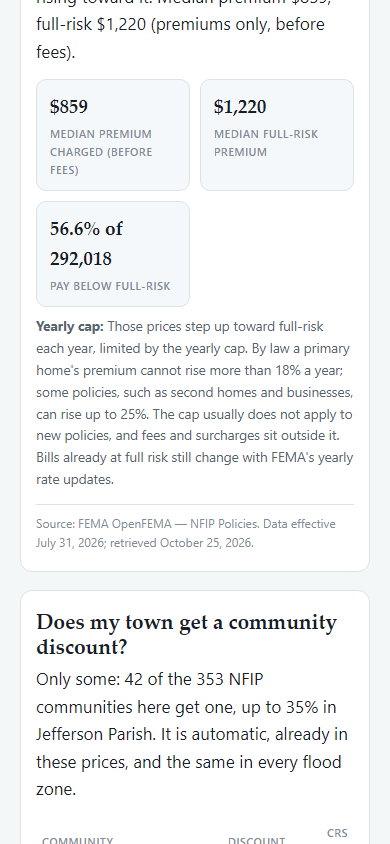 full-risk $1,220 (premiums only, before
fees).
$859
MEDIAN PREMIUM
CHARGED (BEFORE
FEES)
$1,220
MEDIAN FULL-RISK
PREMIUM
56.6% of
292,018
PAY BELOW FULL-RISK
Yearly cap: Those prices step up toward full-risk
each year, limited by the yearly cap. By law a primary
home's premium cannot rise more than 18% a year;
some policies, such as second homes and businesses,
can rise up to 25%. The cap usually does not apply to
new policies, and fees and surcharges sit outside it.
Bills already at full risk still change with FEMA's yearly
rate updates.
Source: FEMA OpenFEMA — NFIP Policies. Data effective
July 31, 2026; retrieved October 25, 2026.
Does my town get a community
discount?
Only some: 42 of the 353 NFIP
communities here get one, up to 35% in
Jefferson Parish. It is automatic, already in
these prices, and the same in every flood
zone.
COMMUNITY DISCOUNT CRS